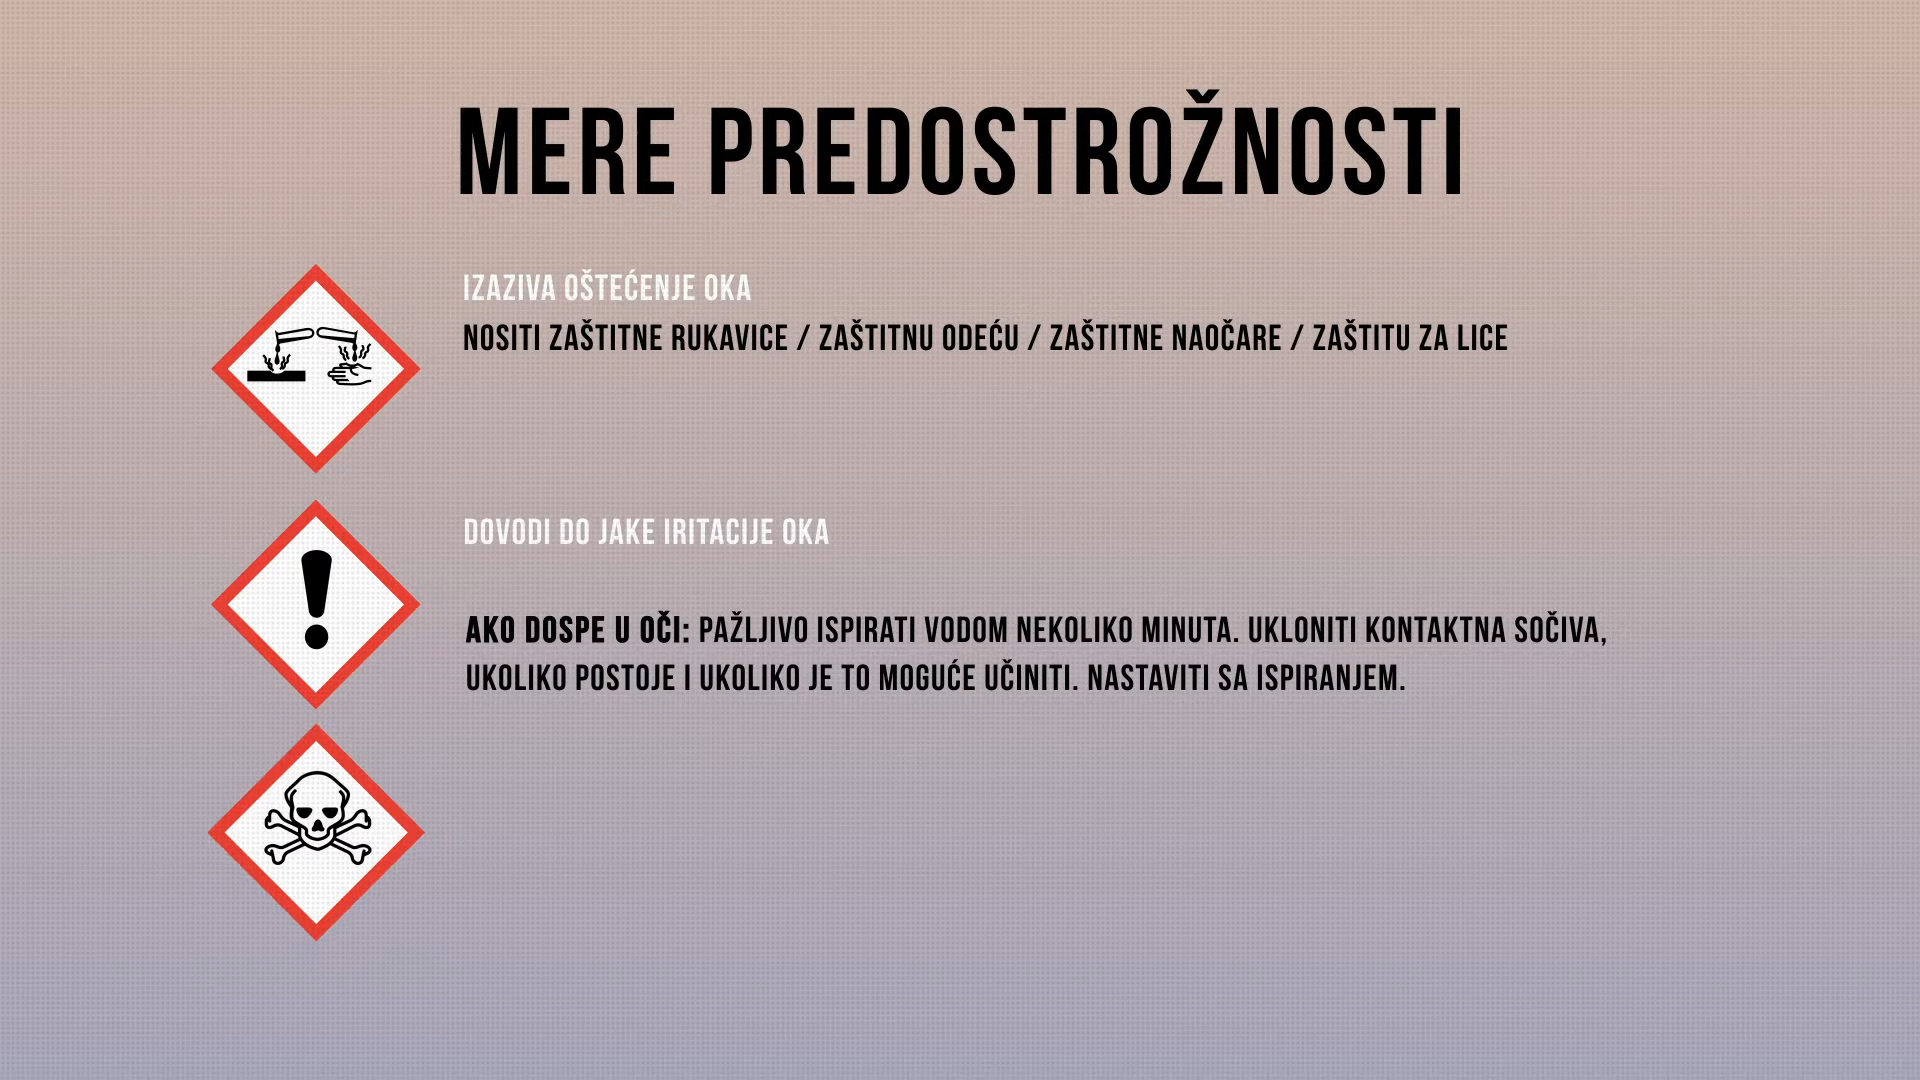 MERE PREDOSTROŽNOSTI
IZAZIVA OŠTEĆENJE OKA
NOSITI ZAŠTITNE RUKAVICE / ZAŠTITNU ODEĆU / ZAŠTITNE NAOČARE / ZAŠTITU ZA LICE
DOVODI DO JAKE IRITACIJE OKA
AKO DOSPE U OČI: PAŽLJIVO ISPIRATI VODOM NEKOLIKO MINUTA. UKLONITI KONTAKTNA SOČIVA,
UKOLIKO POSTOJE I UKOLIKO JE TO MOGUĆE UČINITI. NASTAVITI SA ISPIRANJEM.